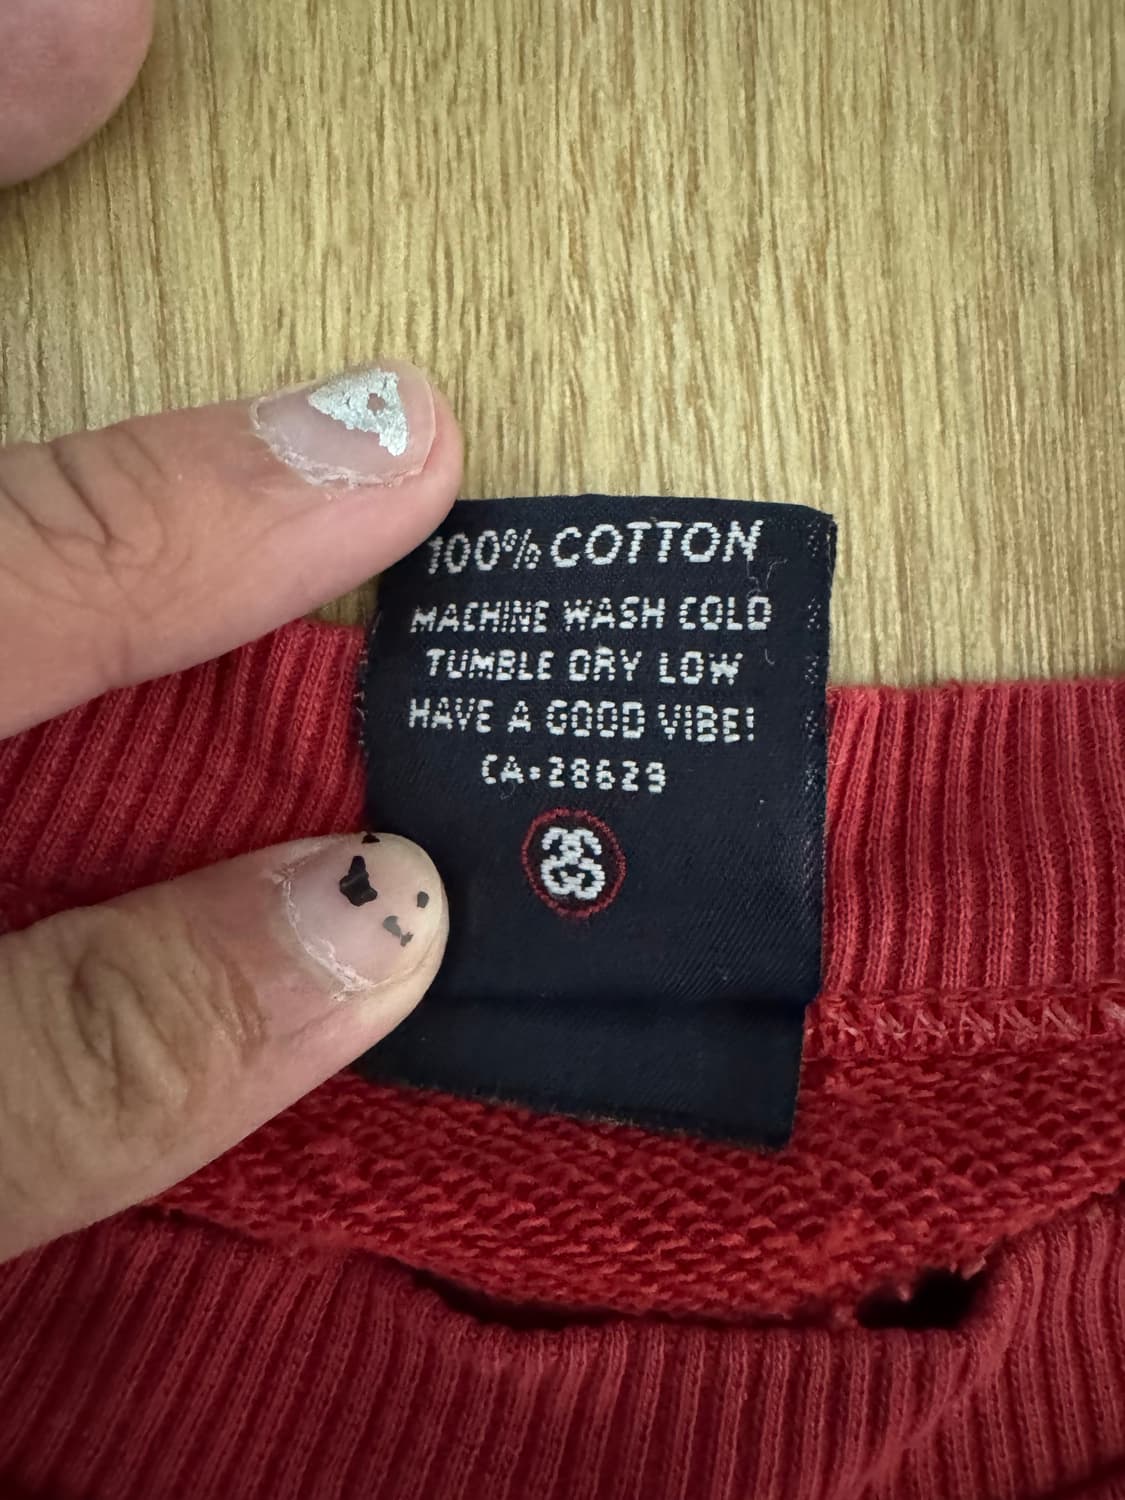 100% COTTON
MACHINE WASH COLD
TUMBLE DRY LOW
HAVE A GOOD VIBE!
CA•28629